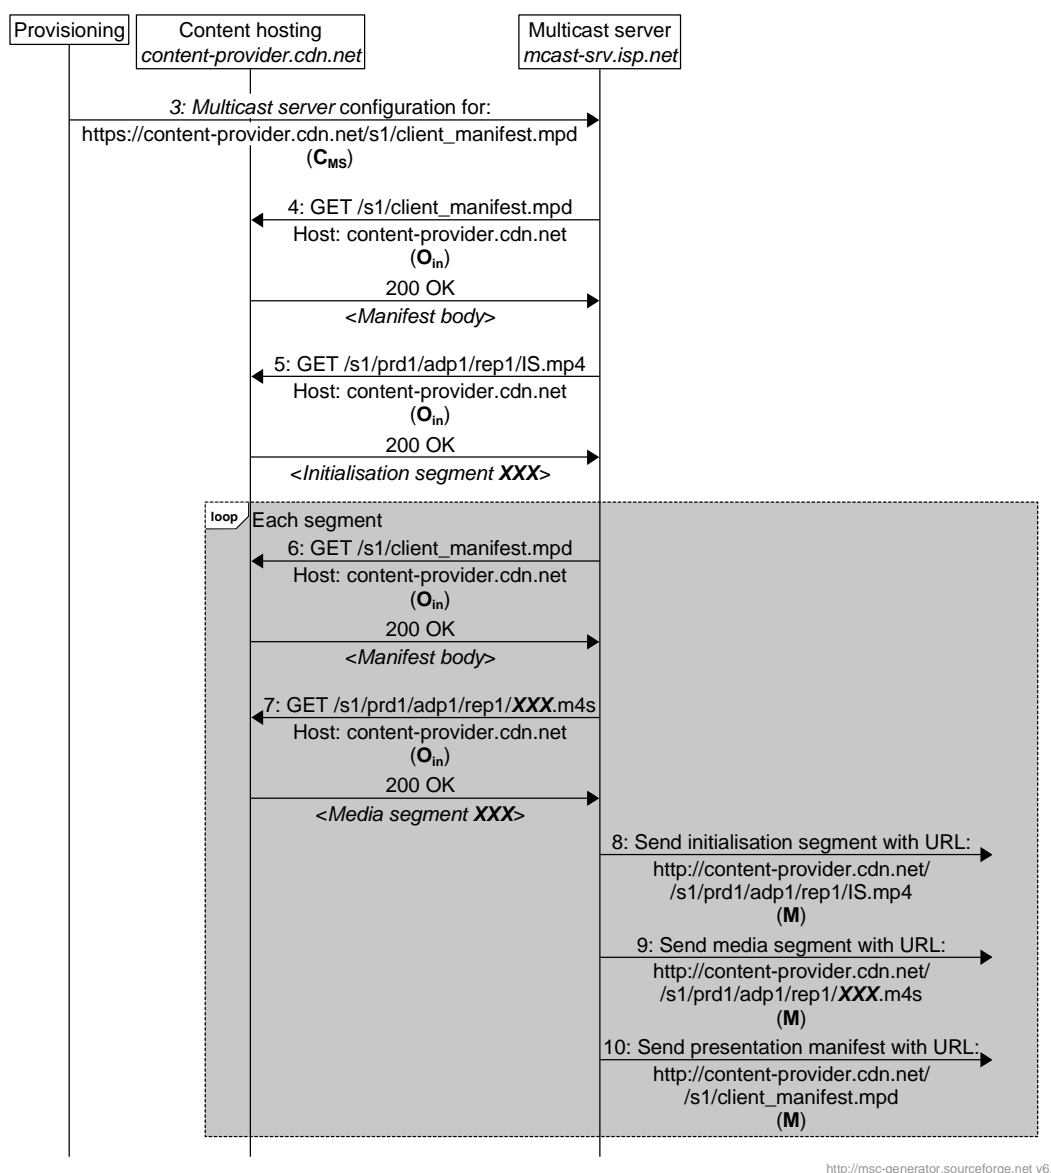 Provisioning
Content hosting
content-provider.cdn.net
Multicast server
mcast-srv.isp.net
3: Multicast server configuration for:
https://content-provider.cdn.net/s1/client_manifest.mpd
(CMS)
4: GET /s1/client_manifest.mpd
Host: content-provider.cdn.net
(Oin)
200 OK
<Manifest body>
5: GET /s1/prd1/adp1/rep1/IS.mp4
Host: content-provider.cdn.net
(Oin)
200 OK
<Initialisation segment XXX>
loop Each segment
6: GET /s1/client_manifest.mpd
Host: content-provider.cdn.net
(Oin)
200 OK
<Manifest body>
7: GET /s1/prd1/adp1/rep1/XXX.m4s
Host: content-provider.cdn.net
(Oin)
200 OK
<Media segment XXX>
8: Send initialisation segment with URL:
http://content-provider.cdn.net/
/s1/prd1/adp1/rep1/IS.mp4
(M)
9: Send media segment with URL:
http://content-provider.cdn.net/
/s1/prd1/adp1/rep1/XXX.m4s
(M)
10: Send presentation manifest with URL:
http://content-provider.cdn.net/
/s1/client_manifest.mpd
(M)
http://msc-generator.sourceforge.net v6.